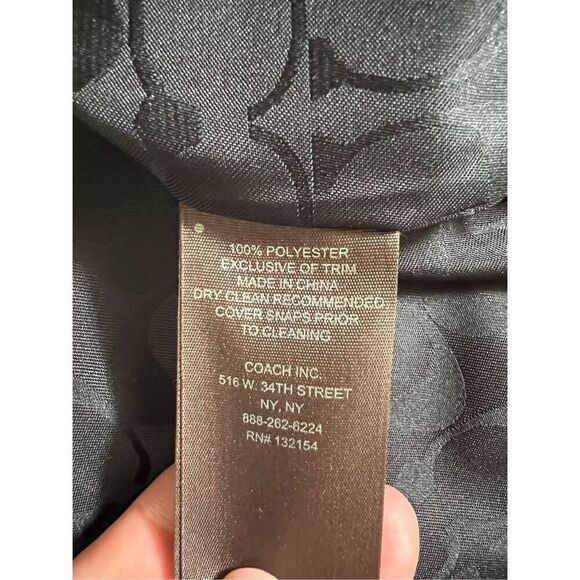 100% POLYESTER
EXCLUSIVE OF TRIM
MADE IN CHINA
DRY CLEAN RECOMMENDED
COVER SNAPS PRIOR
TO CLEANING
COACH INC.
516 W. 34TH STREET
NY, NY
888-262-6224
RN# 132154